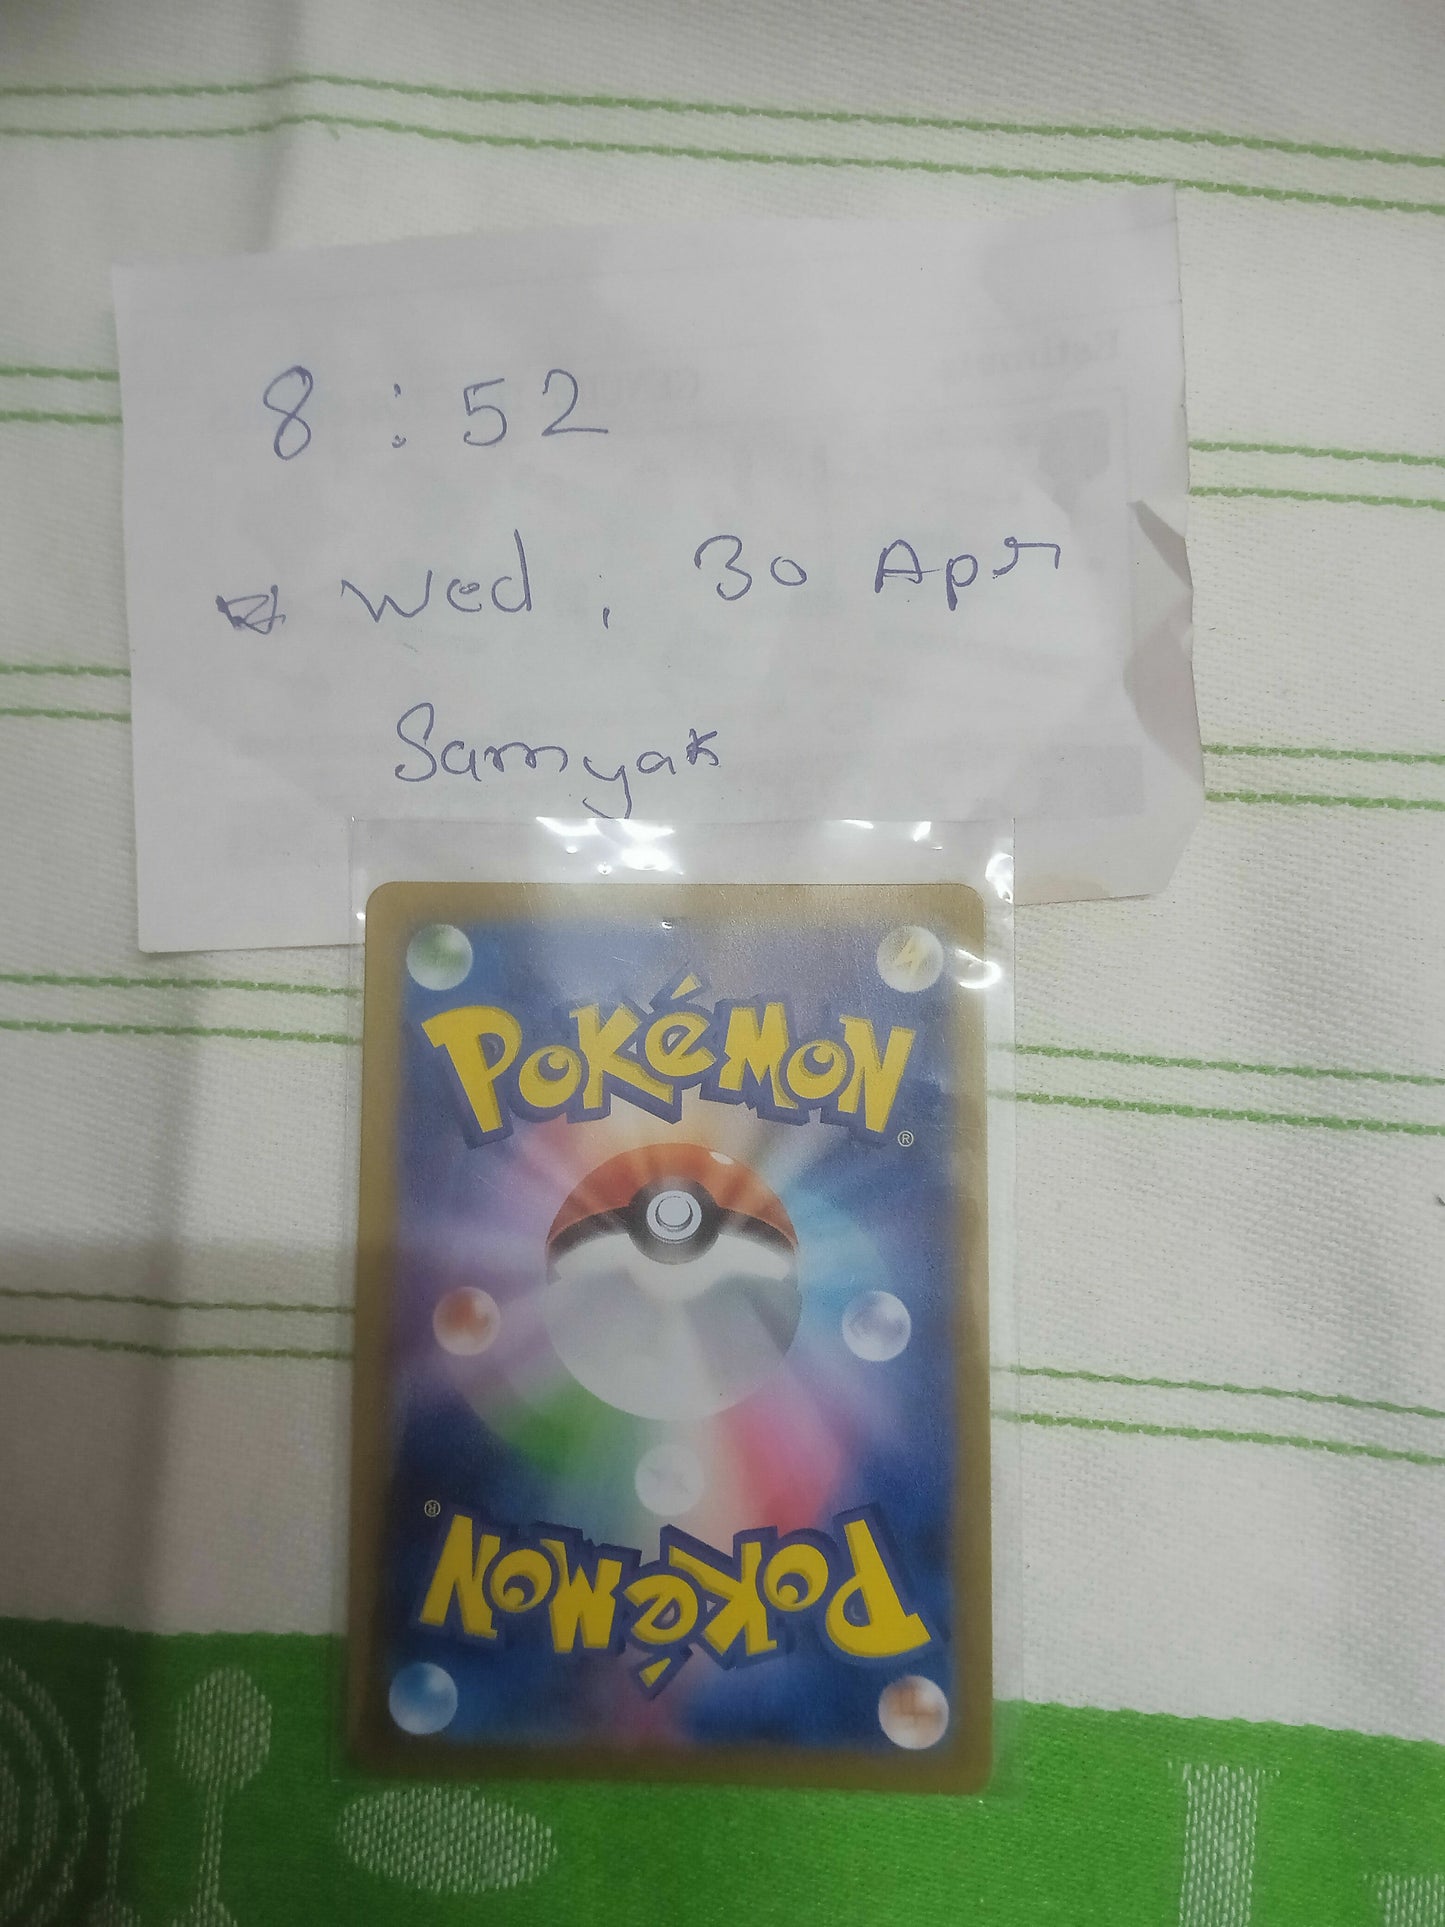 8:52
Wed, 30 Apr
Samyak
POKéMON
®
®
POKéMON